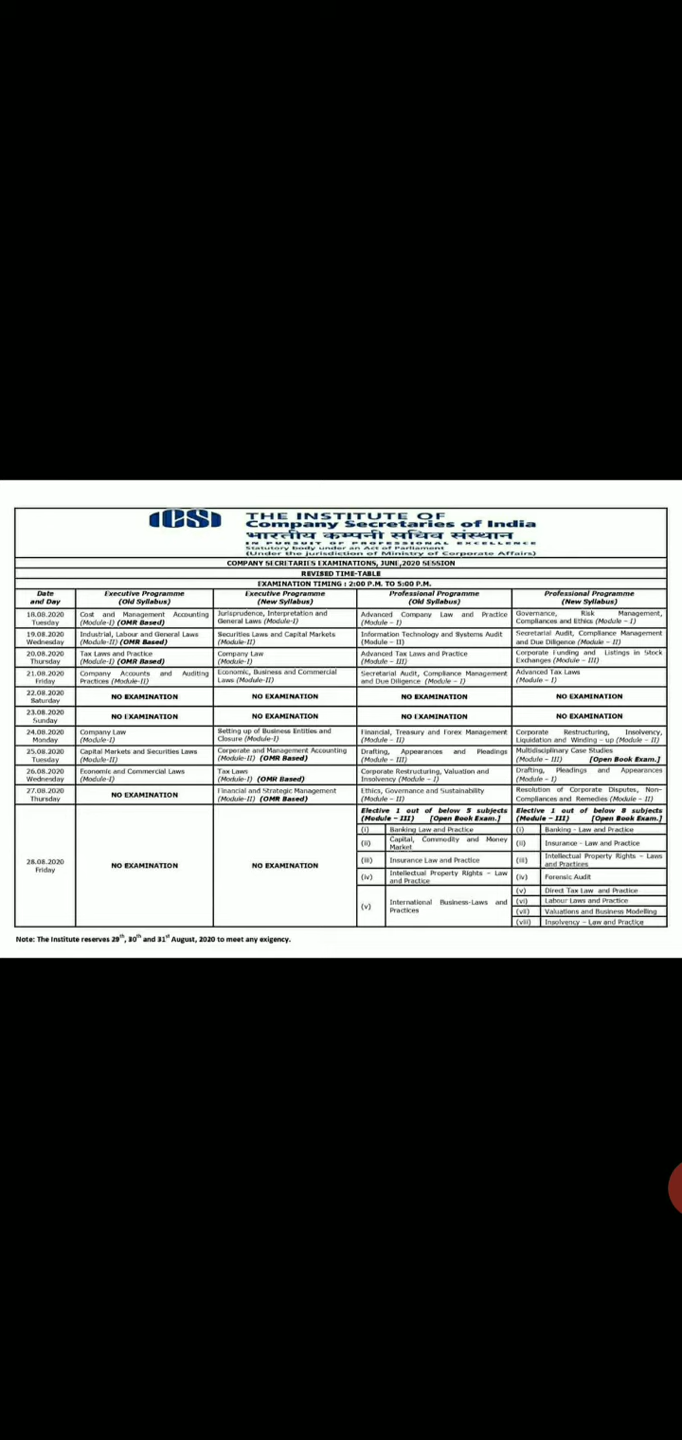 ICSI
THE INSTITUTE OF
Company Secretaries of India
भारतीय कम्पनी सचिव संस्थान
IN PURSUIT OF PROFESSIONAL EXCELLENCE
Statutory body under an Act of Parliament
(Under the jurisdiction of Ministry of Corporate Affairs)
COMPANY SECRETARIES EXAMINATIONS, JUNE,2020 SESSION
REVISED TIME-TABLE
EXAMINATION TIMING : 2:00 P.M. TO 5:00 P.M.
Date Executive Programme Executive Programme Professional Programme Professional Programme
and Day (Old Syllabus) (New Syllabus) (Old Syllabus) (New Syllabus)
18.08.2020 Cost and Management Accounting Jurisprudence, Interpretation and Advanced Company Law and Practice Governance, Risk Management,
Tuesday (Module-I) (OMR Based) General Laws (Module-I) (Module – I) Compliances and Ethics (Module – I)
19.08.2020 Industrial, Labour and General Laws Securities Laws and Capital Markets Information Technology and Systems Audit Secretarial Audit, Compliance Management
Wednesday (Module-II) (OMR Based) (Module-II) (Module – II) and Due Diligence (Module – II)
20.08.2020 Tax Laws and Practice Company Law Advanced Tax Laws and Practice Corporate Funding and Listings in Stock
Thursday (Module-I) (OMR Based) (Module-I) (Module – III) Exchanges (Module – III)
21.08.2020 Company Accounts and Auditing Economic, Business and Commercial Secretarial Audit, Compliance Management Advanced Tax Laws
Friday Practices (Module-II) Laws (Module-II) and Due Diligence (Module – I) (Module – I)
22.08.2020 NO EXAMINATION NO EXAMINATION NO EXAMINATION NO EXAMINATION
Saturday
23.08.2020 NO EXAMINATION NO EXAMINATION NO EXAMINATION NO EXAMINATION
Sunday
24.08.2020 Company Law Setting up of Business Entities and Financial, Treasury and Forex Management Corporate Restructuring, Insolvency,
Monday (Module-I) Closure (Module-I) (Module – II) Liquidation and Winding – up (Module – II)
25.08.2020 Capital Markets and Securities Laws Corporate and Management Accounting Drafting, Appearances and Pleadings Multidisciplinary Case Studies
Tuesday (Module-II) (Module-II) (OMR Based) (Module – III) (Module – III) [Open Book Exam.]
26.08.2020 Economic and Commercial Laws Tax Laws Corporate Restructuring, Valuation and Drafting, Pleadings and Appearances
Wednesday (Module-I) (Module-I) (OMR Based) Insolvency (Module – I) (Module – I)
27.08.2020 NO EXAMINATION Financial and Strategic Management Ethics, Governance and Sustainability Resolution of Corporate Disputes, Non-
Thursday (Module-II) (OMR Based) (Module – II) Compliances and Remedies (Module – II)
28.08.2020 NO EXAMINATION NO EXAMINATION
Friday
Elective 1 out of below 5 subjects
(Module – III) [Open Book Exam.]
(i) Banking Law and Practice
(ii) Capital, Commodity and Money
Market
(iii) Insurance Law and Practice
(iv) Intellectual Property Rights – Law
and Practice
(v) International Business-Laws and
Practices
Elective 1 out of below 8 subjects
(Module – III) [Open Book Exam.]
(i) Banking - Law and Practice
(ii) Insurance – Law and Practice
(iii) Intellectual Property Rights – Laws
and Practices
(iv) Forensic Audit
(v) Direct Tax Law and Practice
(vi) Labour Laws and Practice
(vii) Valuations and Business Modelling
(viii) Insolvency – Law and Practice
Note: The Institute reserves 29th, 30th and 31st August, 2020 to meet any exigency.